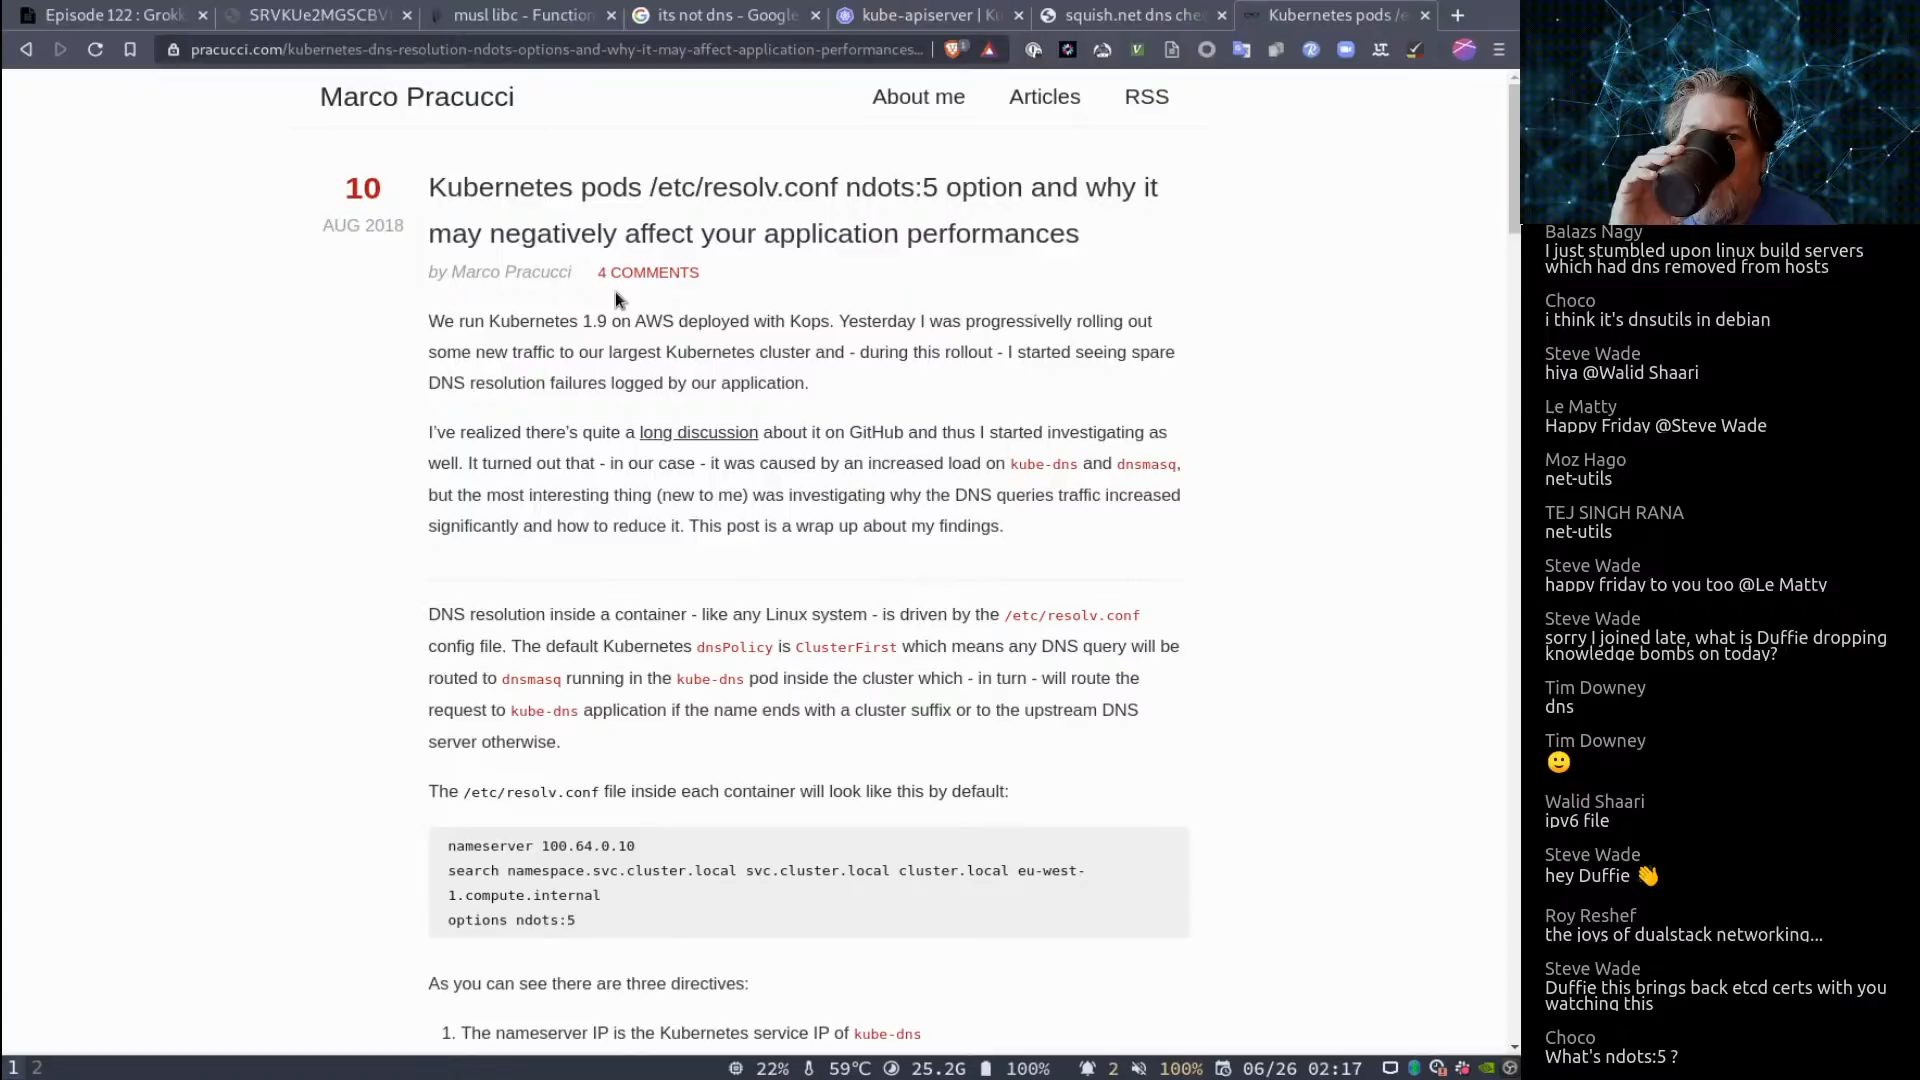 Episode 122 : Grokk
SRVKUe2MGSCBV
musl libc - Function
its not dns - Google
kube-apiserver | Ku
squish.net dns che
Kubernetes pods /e
pracucci.com/kubernetes-dns-resolution-ndots-options-and-why-it-may-affect-application-performances...
Marco Pracucci
About me
Articles
RSS
10
AUG 2018
Kubernetes pods /etc/resolv.conf ndots:5 option and why it
may negatively affect your application performances
by Marco Pracucci
4 COMMENTS
We run Kubernetes 1.9 on AWS deployed with Kops. Yesterday I was progressivelly rolling out
some new traffic to our largest Kubernetes cluster and - during this rollout - I started seeing spare
DNS resolution failures logged by our application.
I've realized there's quite a long discussion about it on GitHub and thus I started investigating as
well. It turned out that - in our case - it was caused by an increased load on kube-dns and dnsmasq,
but the most interesting thing (new to me) was investigating why the DNS queries traffic increased
significantly and how to reduce it. This post is a wrap up about my findings.
DNS resolution inside a container - like any Linux system - is driven by the /etc/resolv.conf
config file. The default Kubernetes dnsPolicy is ClusterFirst which means any DNS query will be
routed to dnsmasq running in the kube-dns pod inside the cluster which - in turn - will route the
request to kube-dns application if the name ends with a cluster suffix or to the upstream DNS
server otherwise.
The /etc/resolv.conf file inside each container will look like this by default:
nameserver 100.64.0.10
search namespace.svc.cluster.local svc.cluster.local cluster.local eu-west-
1.compute.internal
options ndots:5
As you can see there are three directives:
1. The nameserver IP is the Kubernetes service IP of kube-dns
Balazs Nagy
I just stumbled upon linux build servers
which had dns removed from hosts
Choco
i think it's dnsutils in debian
Steve Wade
hiya @Walid Shaari
Le Matty
Happy Friday @Steve Wade
Moz Hago
net-utils
TEJ SINGH RANA
net-utils
Steve Wade
happy friday to you too @Le Matty
Steve Wade
sorry I joined late, what is Duffie dropping
knowledge bombs on today?
Tim Downey
dns
Tim Downey
🙂
Walid Shaari
ipv6 file
Steve Wade
hey Duffie 👋
Roy Reshef
the joys of dualstack networking...
Steve Wade
Duffie this brings back etcd certs with you
watching this
Choco
What's ndots:5 ?
1 2
22% 59℃ 25.2G 100% 2 100% 06/26 02:17